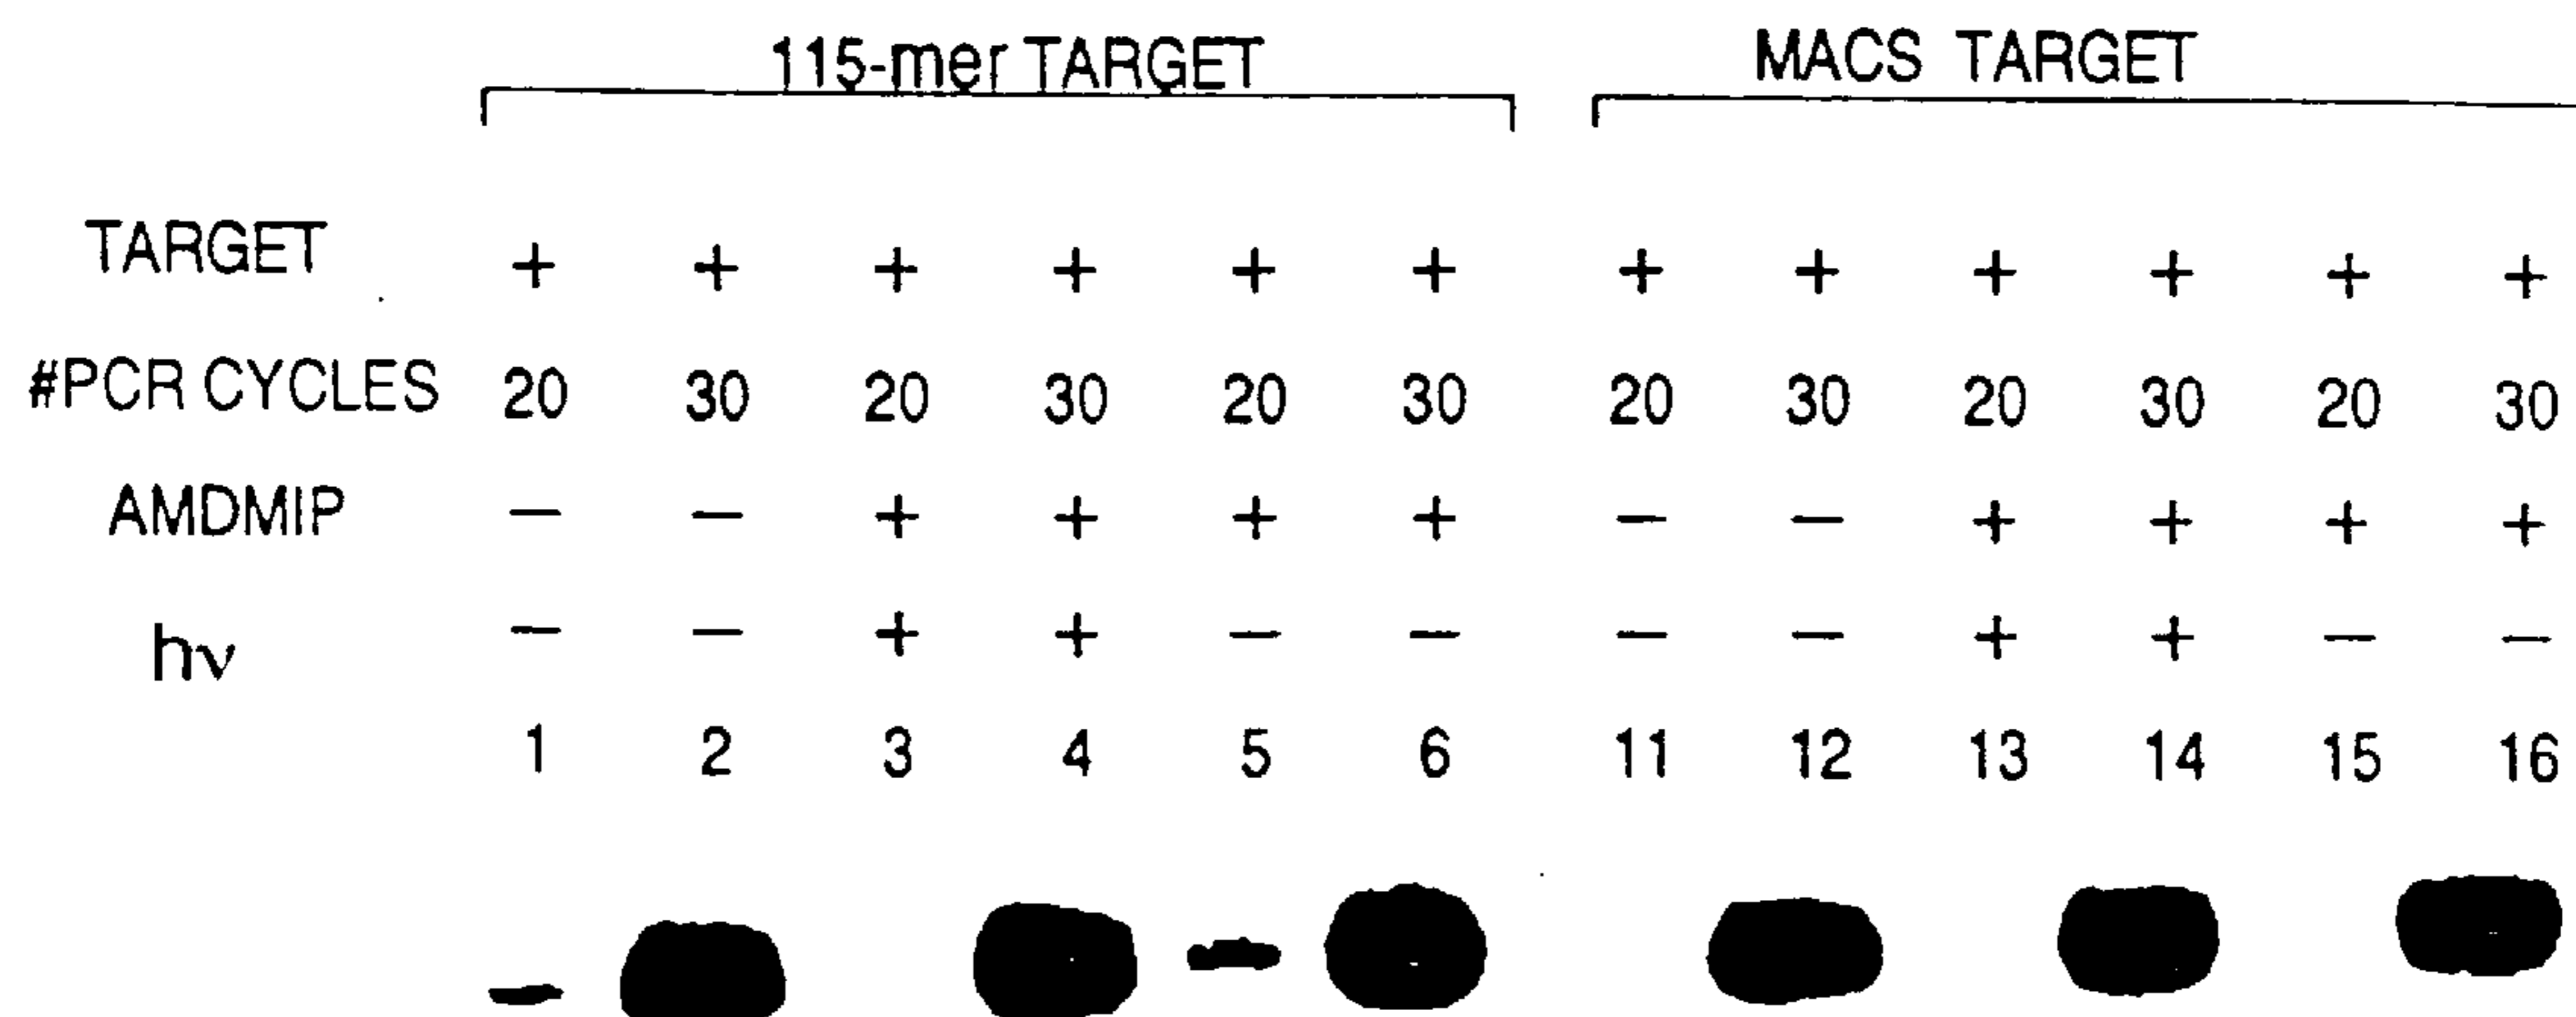 115-mer TARGET MACS TARGET
TARGET + + + + + + + + + + + +
#PCR CYCLES 20 30 20 30 20 30 20 30 20 30 20 30
AMDMIP − − + + + + − − + + + +
hν − − + + − − − − + + − −
1 2 3 4 5 6 11 12 13 14 15 16